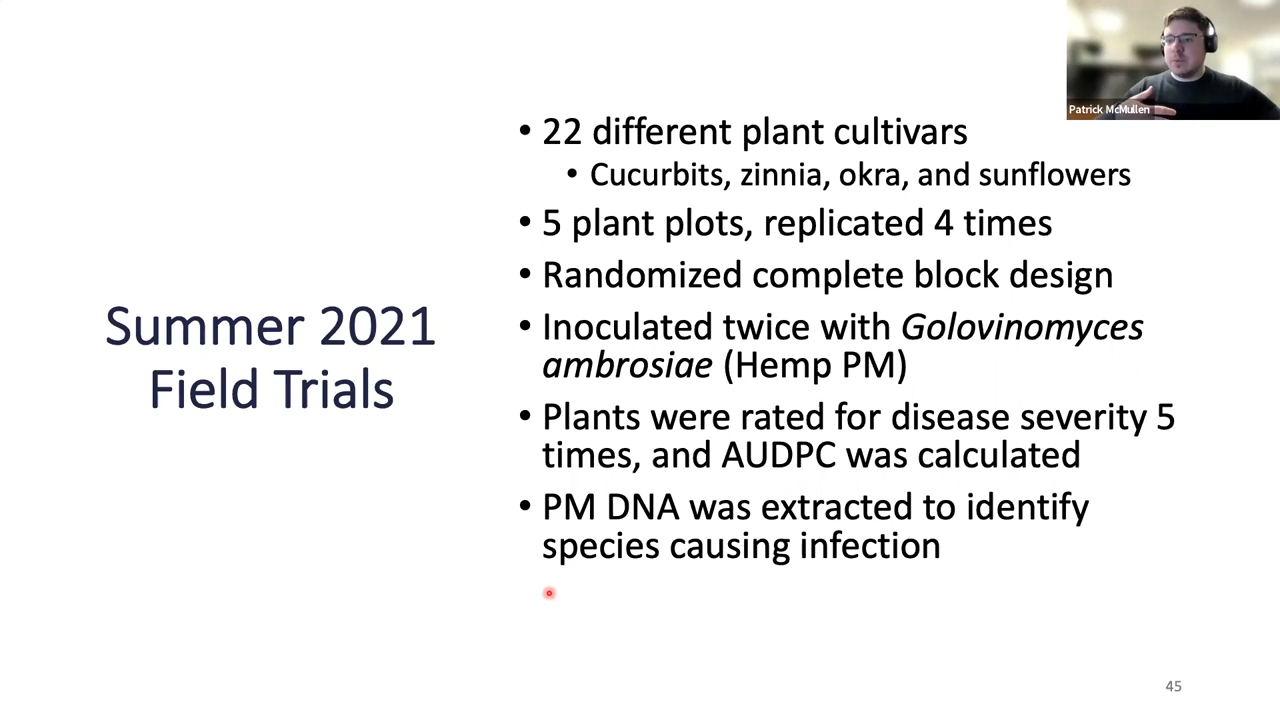 Patrick McMullen
Summer 2021
Field Trials
• 22 different plant cultivars
• Cucurbits, zinnia, okra, and sunflowers
• 5 plant plots, replicated 4 times
• Randomized complete block design
• Inoculated twice with Golovinomyces
ambrosiae (Hemp PM)
• Plants were rated for disease severity 5
times, and AUDPC was calculated
• PM DNA was extracted to identify
species causing infection
45